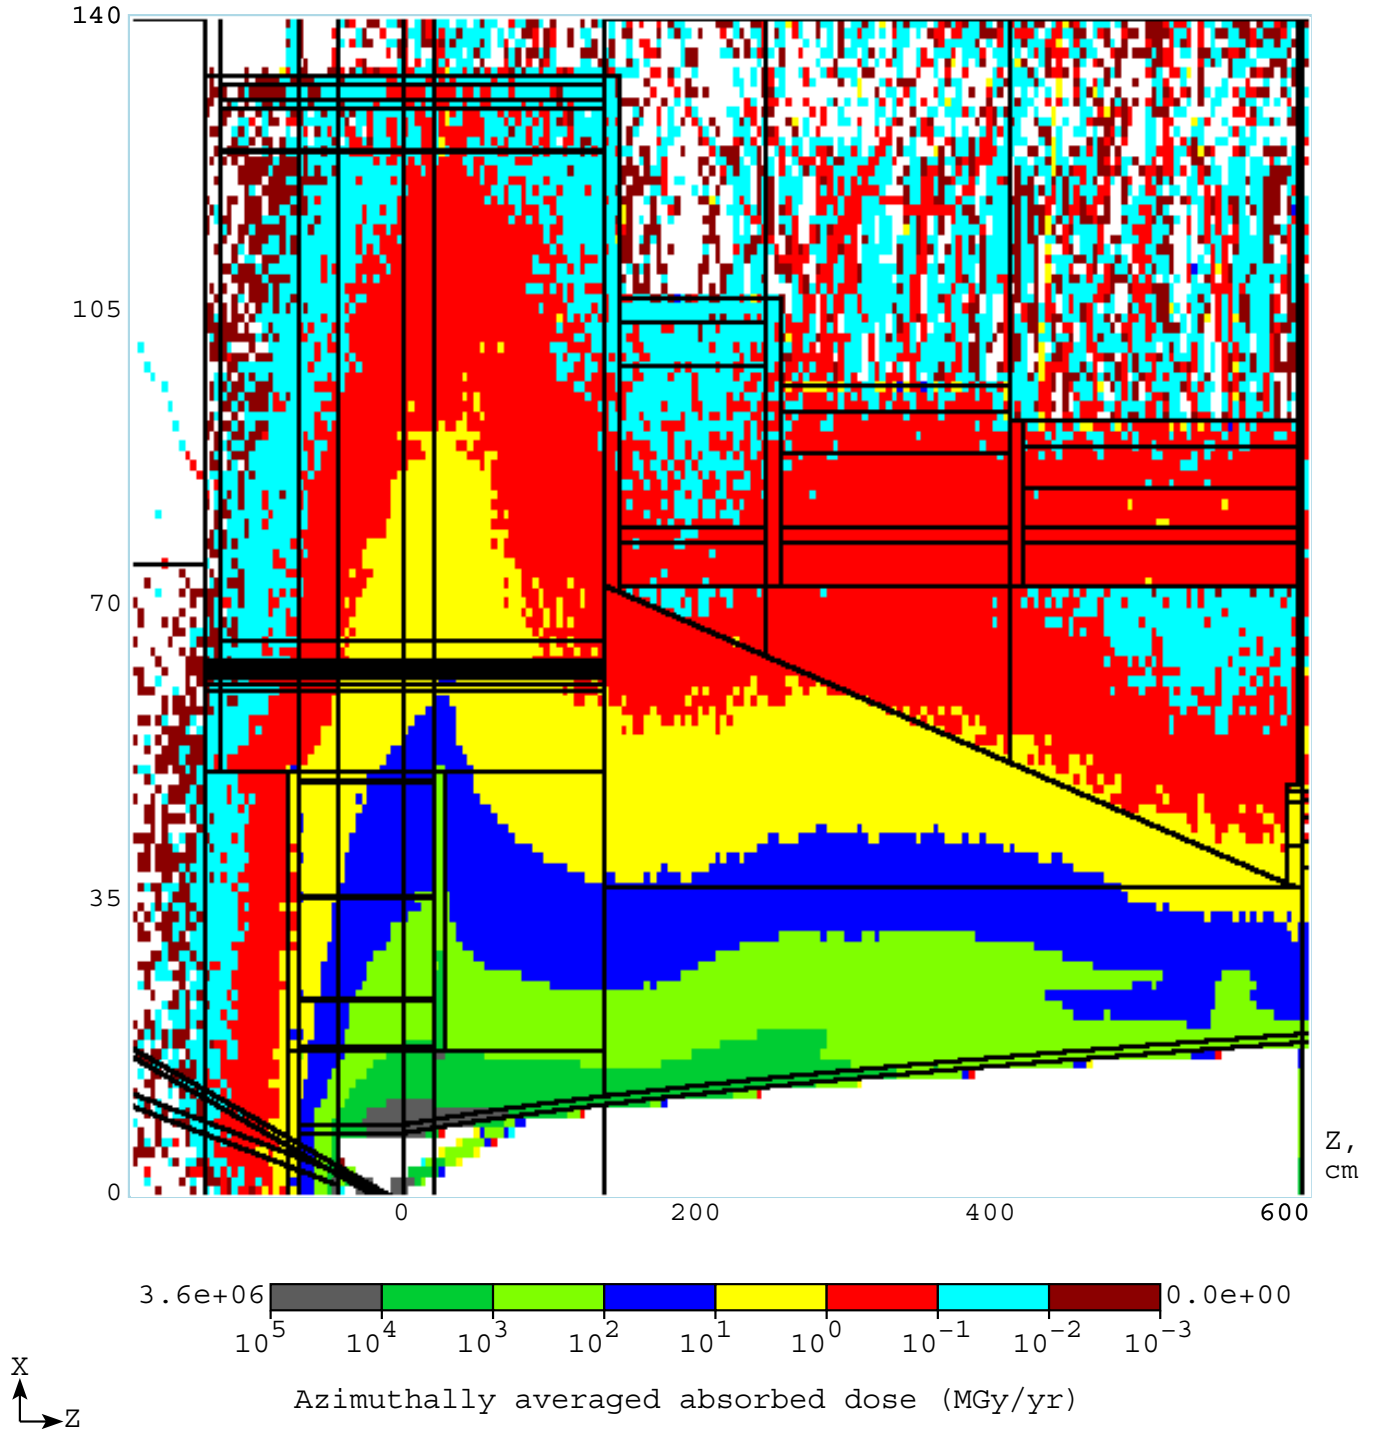 140
105
70
35
0
Z,
cm
0 200 400 600
3.6e+06 0.0e+00
10^5 10^4 10^3 10^2 10^1 10^0 10^-1 10^-2 10^-3
X
Azimuthally averaged absorbed dose (MGy/yr)
Z